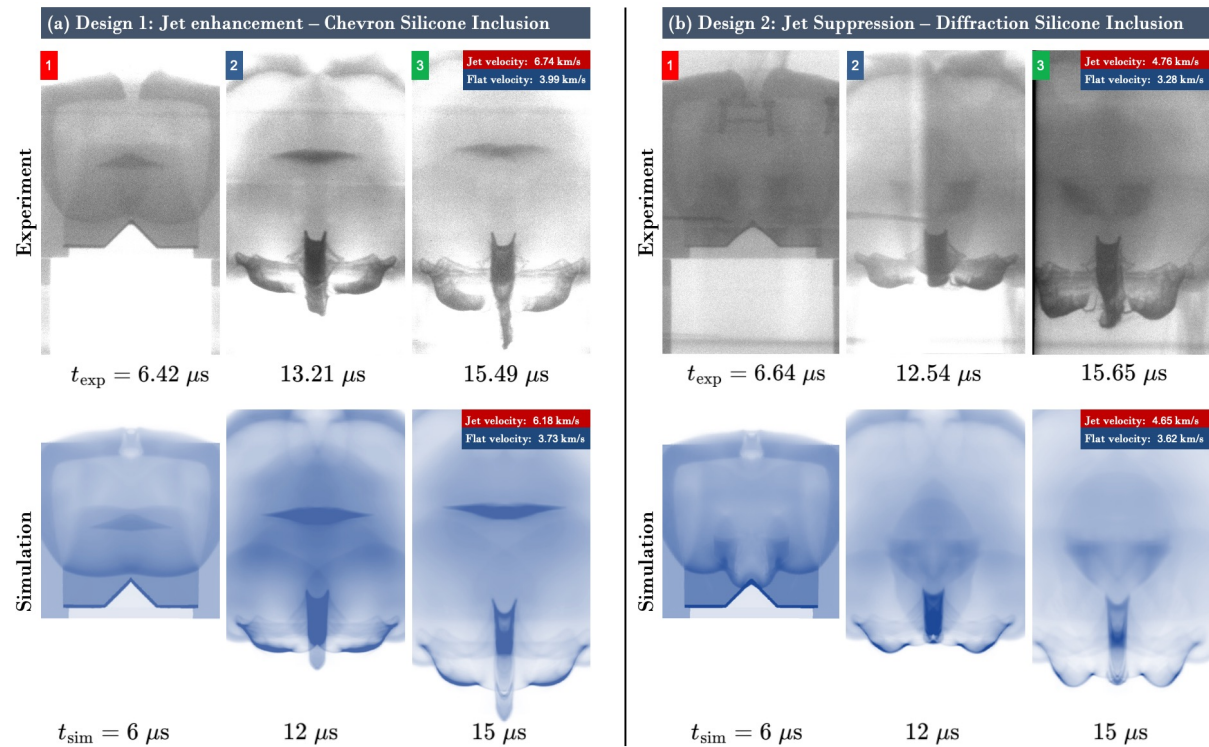 (a) Design 1: Jet enhancement – Chevron Silicone Inclusion
1
2
3
Jet velocity: 6.74 km/s
Flat velocity: 3.99 km/s
Experiment
t_exp = 6.42 μs
13.21 μs
15.49 μs
Jet velocity: 6.18 km/s
Flat velocity: 3.73 km/s
Simulation
t_sim = 6 μs
12 μs
15 μs
(b) Design 2: Jet Suppression – Diffraction Silicone Inclusion
1
2
3
Jet velocity: 4.76 km/s
Flat velocity: 3.28 km/s
Experiment
t_exp = 6.64 μs
12.54 μs
15.65 μs
Jet velocity: 4.65 km/s
Flat velocity: 3.62 km/s
Simulation
t_sim = 6 μs
12 μs
15 μs